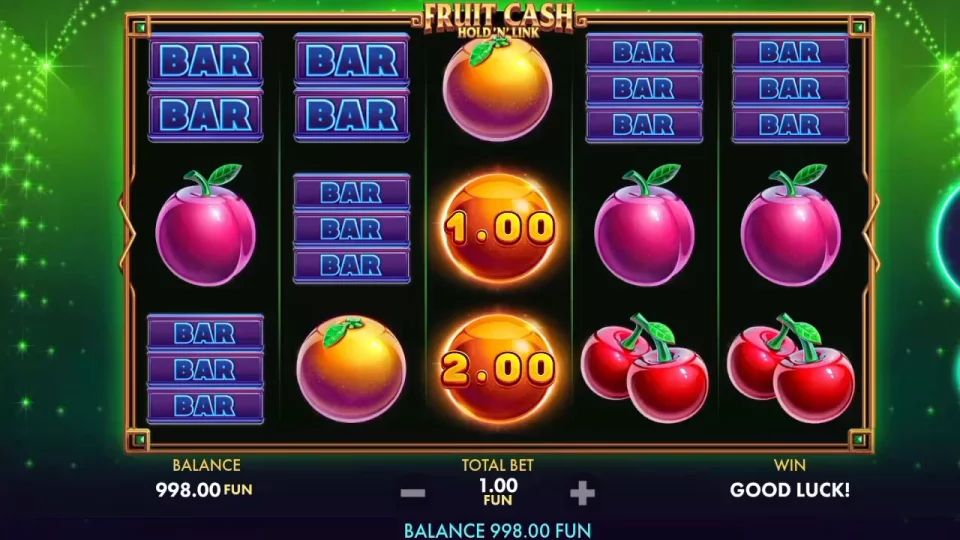 FRUIT CASH
HOLD 'N' LINK
BAR BAR BAR BAR
BAR BAR BAR BAR
BAR BAR
BAR 1.00
BAR
BAR
BAR 2.00
BAR
BAR
BALANCE TOTAL BET WIN
998.00 FUN 1.00 GOOD LUCK!
FUN
BALANCE 998.00 FUN